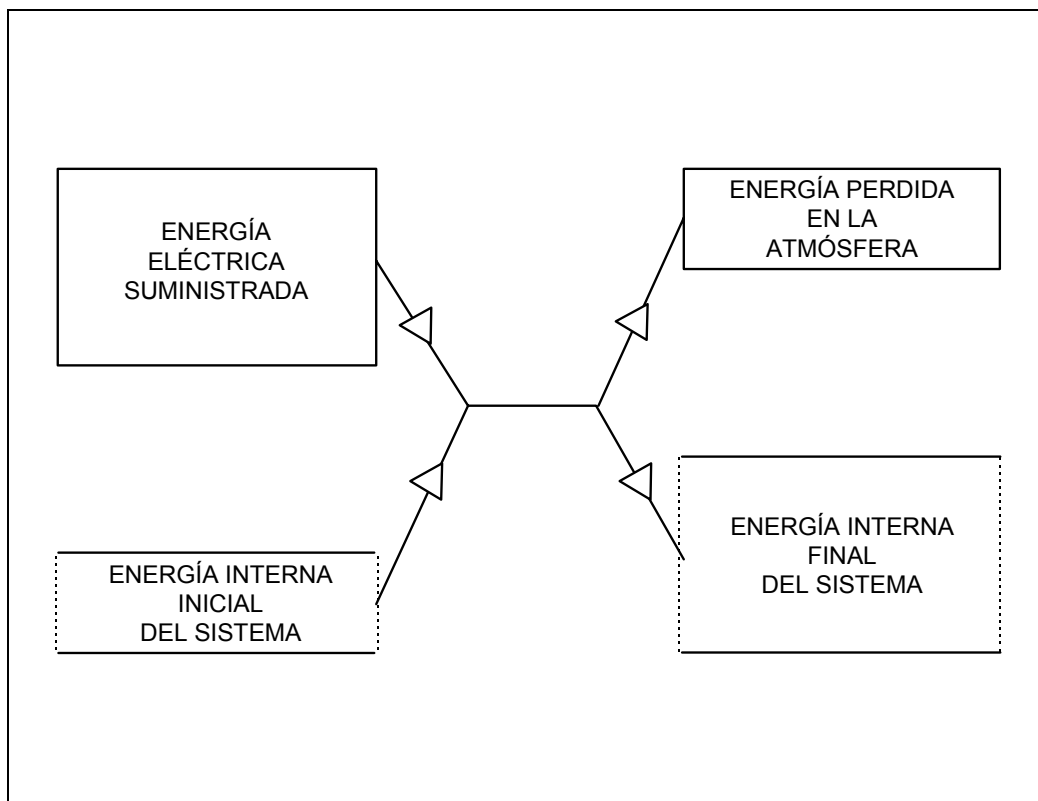 ENERGÍA
ELÉCTRICA
SUMINISTRADA
ENERGÍA PERDIDA
EN LA
ATMÓSFERA
ENERGÍA INTERNA
INICIAL
DEL SISTEMA
ENERGÍA INTERNA
FINAL
DEL SISTEMA